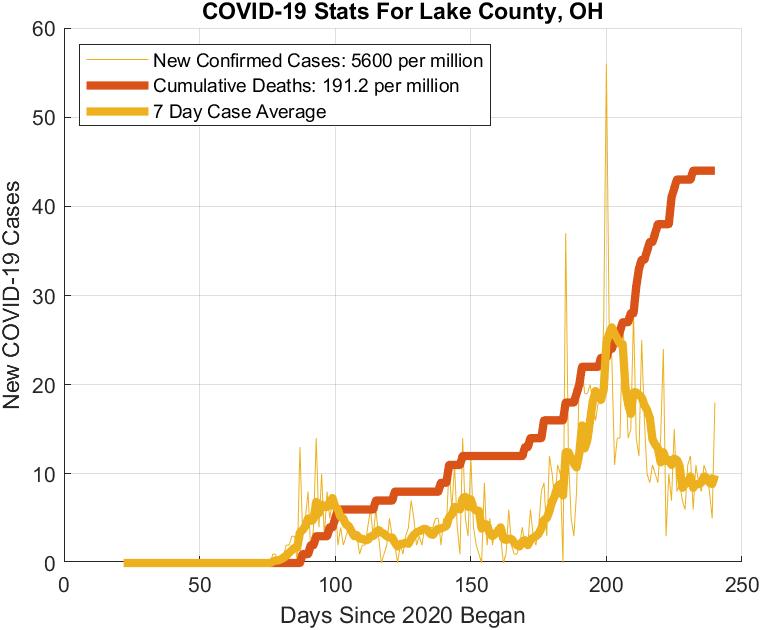 COVID-19 Stats For Lake County, OH
60
50
40
30
20
10
0
New COVID-19 Cases
New Confirmed Cases: 5600 per million
Cumulative Deaths: 191.2 per million
7 Day Case Average
0 50 100 150 200 250
Days Since 2020 Began